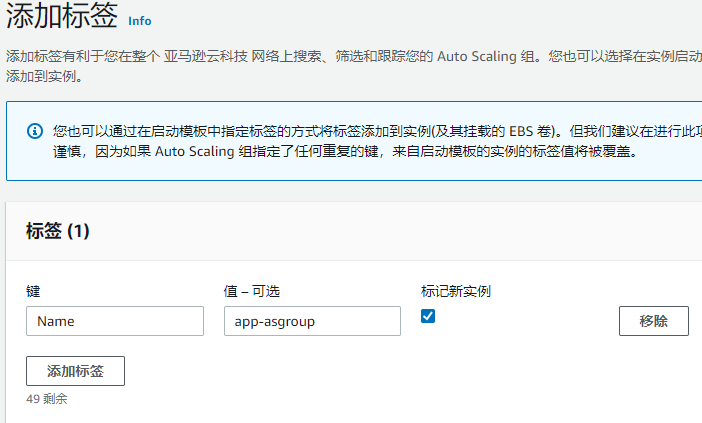 添加标签 Info
添加标签有利于您在整个 亚马逊云科技 网络上搜索、筛选和跟踪您的 Auto Scaling 组。您也可以选择在实例启动
添加到实例。
您也可以通过在启动模板中指定标签的方式将标签添加到实例(及其挂载的 EBS 卷)。但我们建议在进行此项
谨慎，因为如果 Auto Scaling 组指定了任何重复的键，来自启动模板的实例的标签值将被覆盖。
标签 (1)
键 值 – 可选 标记新实例
Name app-asgroup 移除
添加标签
49 剩余